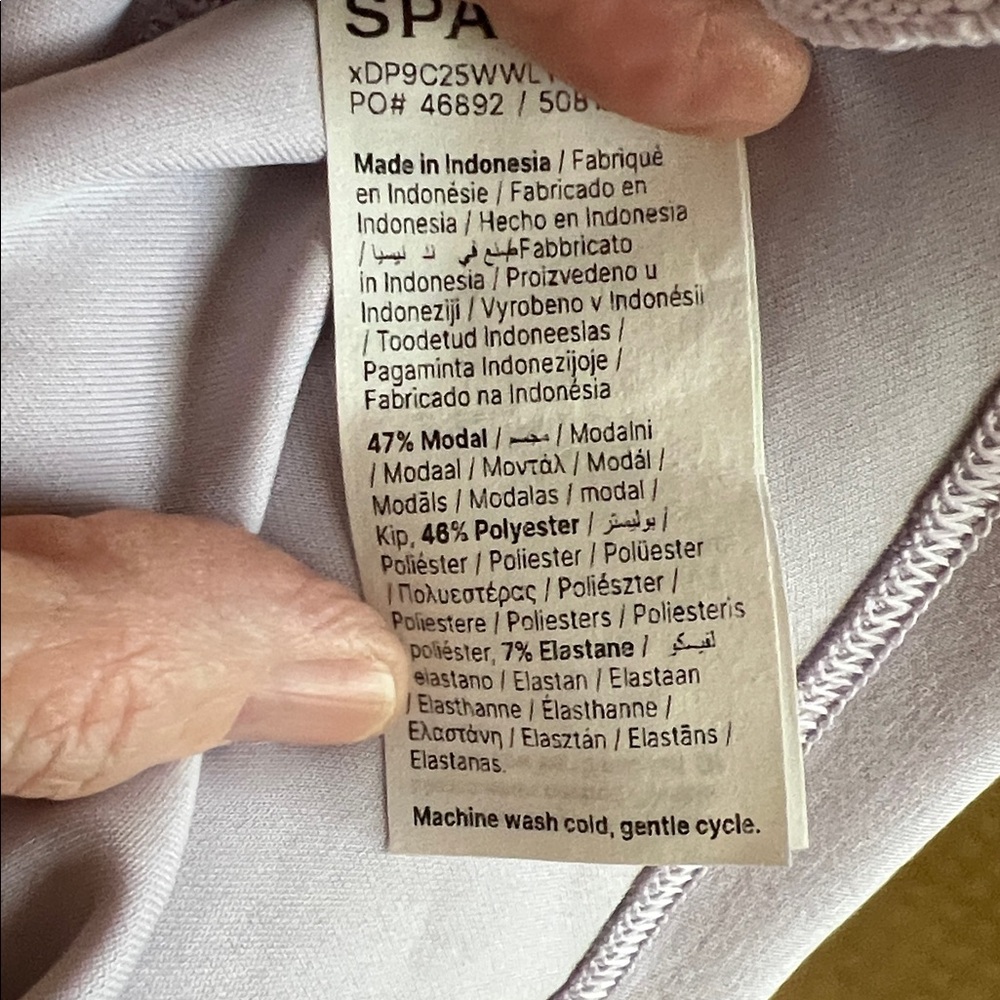 SPA
xDP9C25WWL
PO# 46892 / 508
Made in Indonesia / Fabriqué
en Indonésie / Fabricado en
Indonesia / Hecho en Indonesia
/ في Fabbricato
in Indonesia / Proizvedeno u
Indoneziji / Vyrobeno v Indonésii
/ Toodetud Indoneesias /
Pagaminta Indonezijoje /
Fabricado na Indonésia
47% Modal / / Modalni
/ Modaal / Μοντάλ / Modál /
Modāls / Modalas / modal /
Kip, 46% Polyester / بوليستر /
Poliéster / Poliester / Polüester
/ Πολυεστέρας / Poliészter /
Poliestere / Poliesters / Poliesteris
poliéster, 7% Elastane /
elastano / Elastan / Elastaan
/ Elasthanne / Élasthanne /
Ελαστάνη / Elasztán / Elastāns /
Elastanas.
Machine wash cold, gentle cycle.